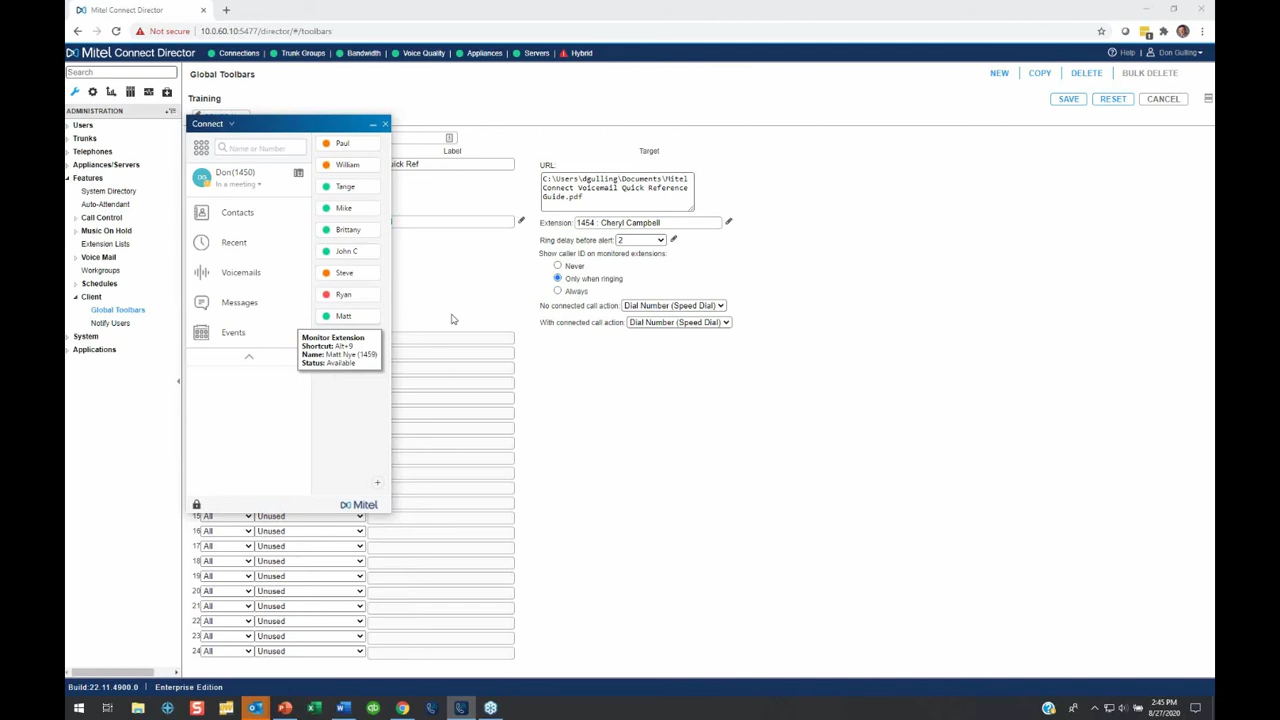 Mitel Connect Director
Not secure | 10.0.60.10:5477/director/#/toolbars
Mitel Connect Director
Connections
Trunk Groups
Bandwidth
Voice Quality
Appliances
Servers
Hybrid
Help
Don Gulling
Search
Global Toolbars
NEW
COPY
DELETE
BULK DELETE
Training
SAVE
RESET
CANCEL
ADMINISTRATION
Users
Trunks
Telephones
Appliances/Servers
Features
System Directory
Auto-Attendant
Call Control
Music On Hold
Extension Lists
Voice Mail
Workgroups
Schedules
Client
Global Toolbars
Notify Users
System
Applications
Connect
Name or Number
DG
Don(1450)
In a meeting
Contacts
Recent
Voicemails
Messages
Events
Paul
William
Tange
Mike
Brittany
John C
Steve
Ryan
Matt
Monitor Extension
Shortcut: Alt+9
Name: Matt Nye (1459)
Status: Available
+
Mitel
Label
Target
uick Ref
URL:
C:\Users\dgulling\Documents\Mitel
Connect Voicemail Quick Reference
Guide.pdf
Extension: 1454 : Cheryl Campbell
Ring delay before alert: 2
Show caller ID on monitored extensions:
Never
Only when ringing
Always
No connected call action: Dial Number (Speed Dial)
With connected call action: Dial Number (Speed Dial)
15 All Unused
16 All Unused
17 All Unused
18 All Unused
19 All Unused
20 All Unused
21 All Unused
22 All Unused
23 All Unused
24 All Unused
Build:22.11.4900.0 | Enterprise Edition
2:45 PM
8/27/2020